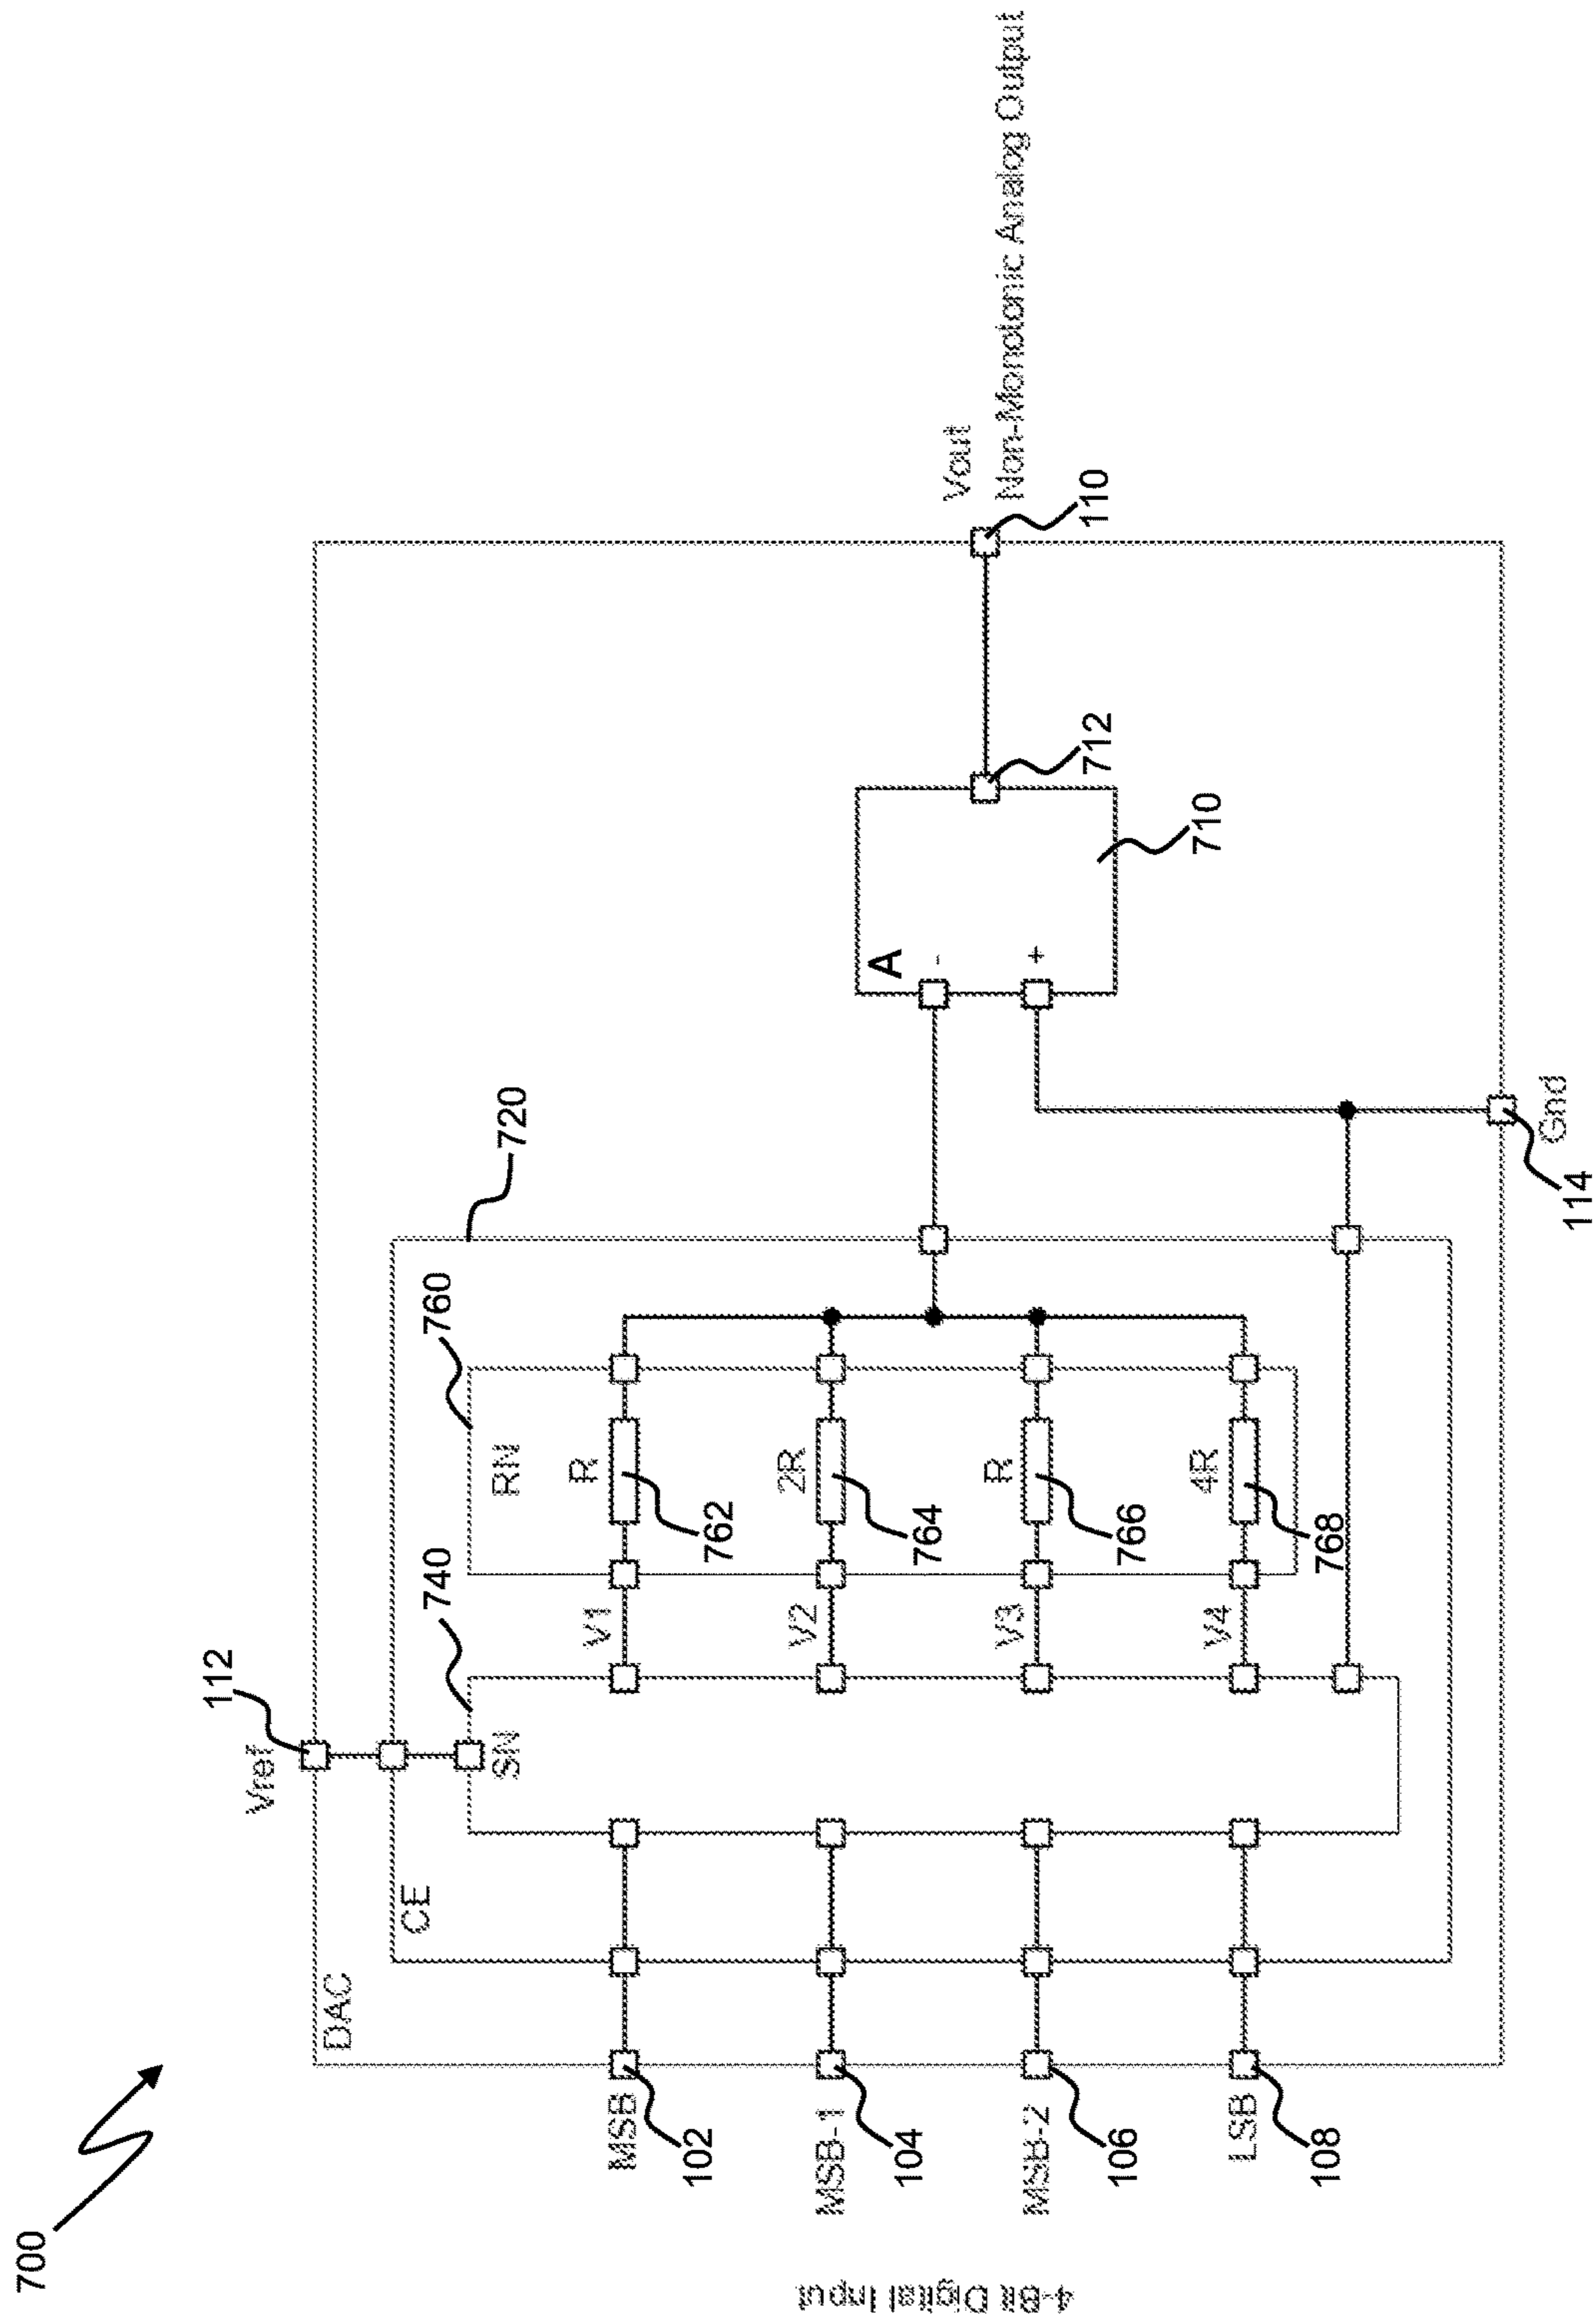 700
4-Bit Digital Input
MSB
102
MSB-1
104
MSB-2
106
LSB
108
DAC
CE
Vref
112
SN
740
V1
V2
V3
V4
RN
760
R
762
2R
764
R
766
4R
768
720
Gnd
114
A
-
+
710
712
Vout
110
Non-Monotonic Analog Output